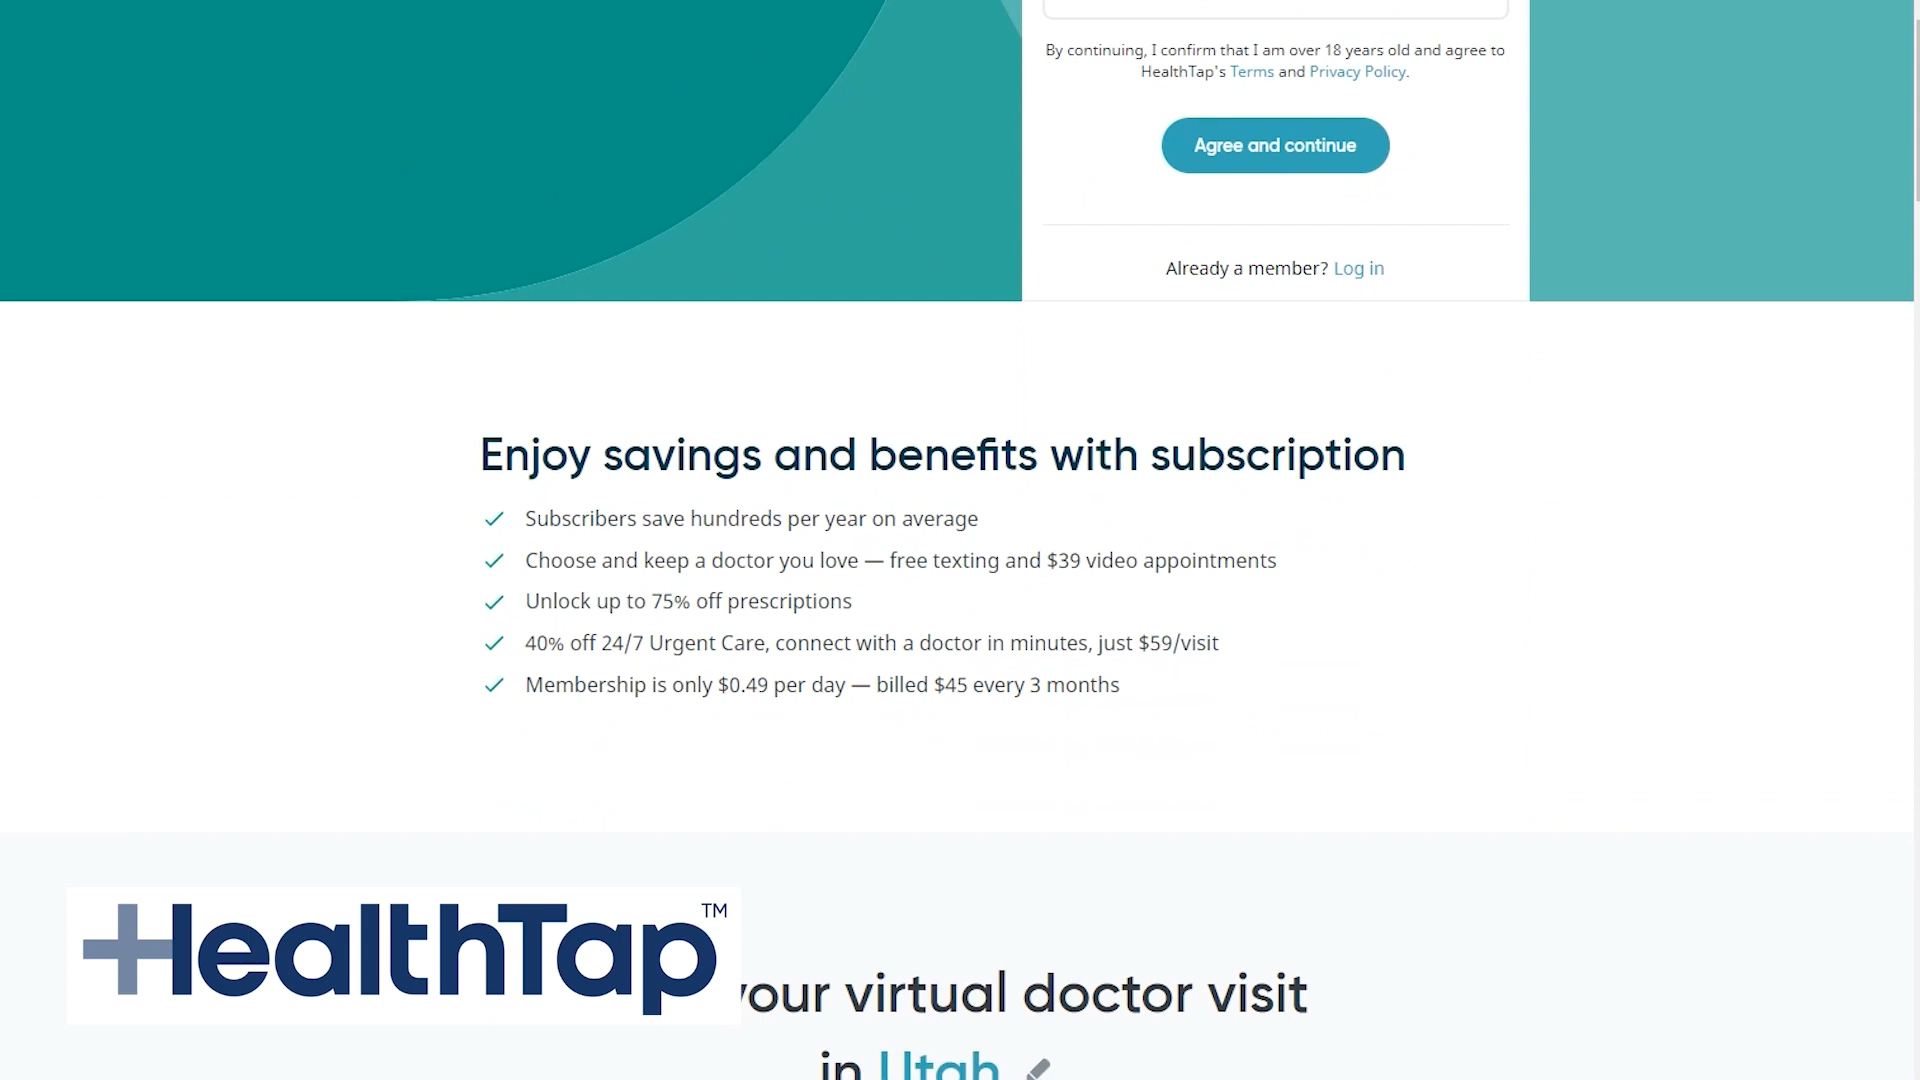 By continuing, I confirm that I am over 18 years old and agree to
HealthTap's Terms and Privacy Policy.
Agree and continue
Already a member? Log in
Enjoy savings and benefits with subscription
Subscribers save hundreds per year on average
Choose and keep a doctor you love — free texting and $39 video appointments
Unlock up to 75% off prescriptions
40% off 24/7 Urgent Care, connect with a doctor in minutes, just $59/visit
Membership is only $0.49 per day — billed $45 every 3 months
HealthTap™
your virtual doctor visit
in Utah